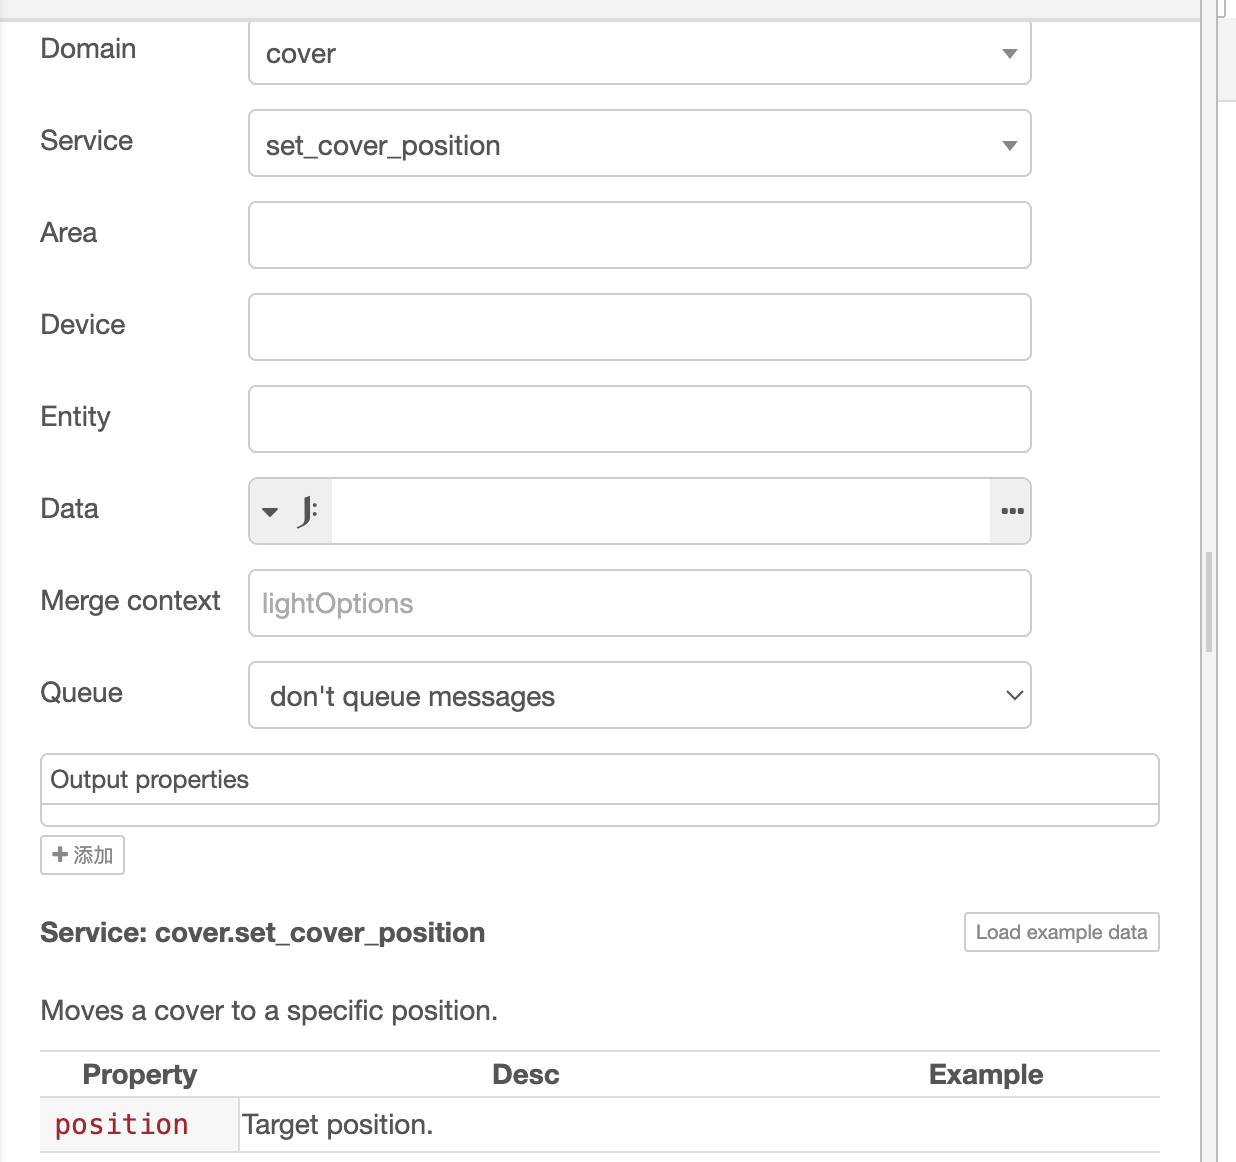 Domain
cover
Service
set_cover_position
Area
Device
Entity
Data
J:
Merge context
lightOptions
Queue
don't queue messages
Output properties
添加
Service: cover.set_cover_position
Load example data
Moves a cover to a specific position.
Property Desc Example
position Target position.